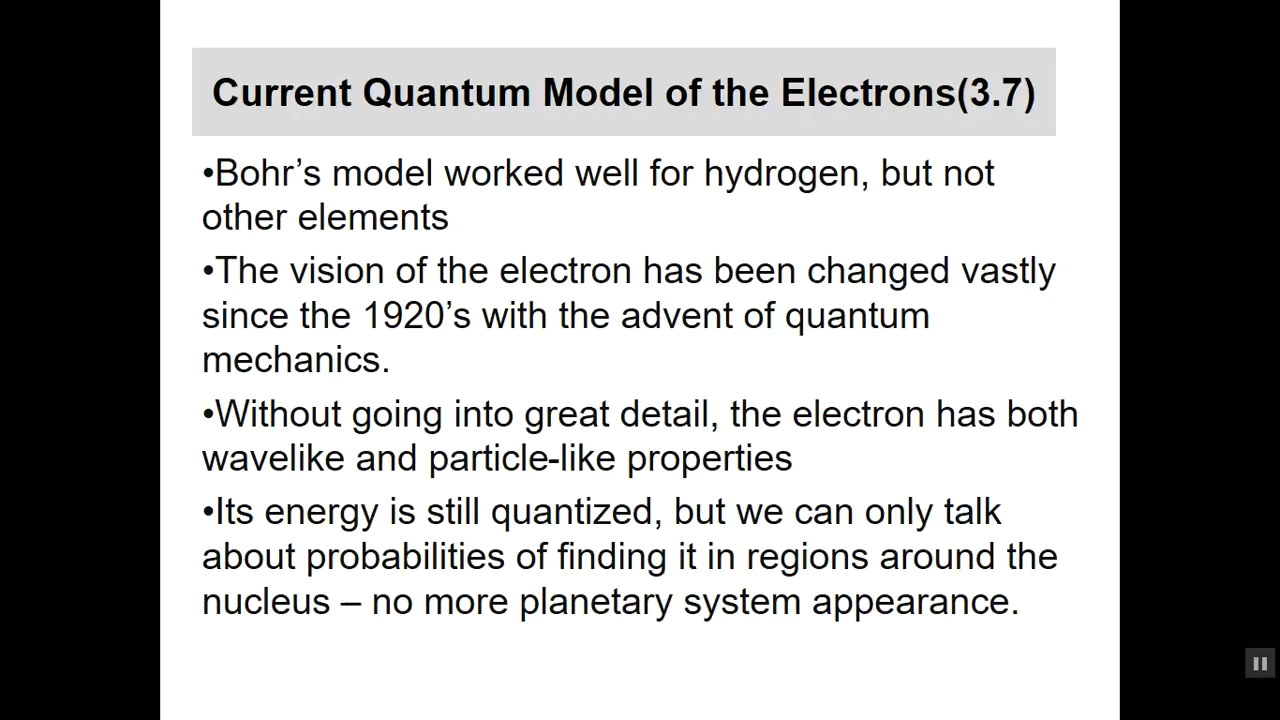 Current Quantum Model of the Electrons(3.7)
•Bohr’s model worked well for hydrogen, but not
other elements
•The vision of the electron has been changed vastly
since the 1920’s with the advent of quantum
mechanics.
•Without going into great detail, the electron has both
wavelike and particle-like properties
•Its energy is still quantized, but we can only talk
about probabilities of finding it in regions around the
nucleus – no more planetary system appearance.